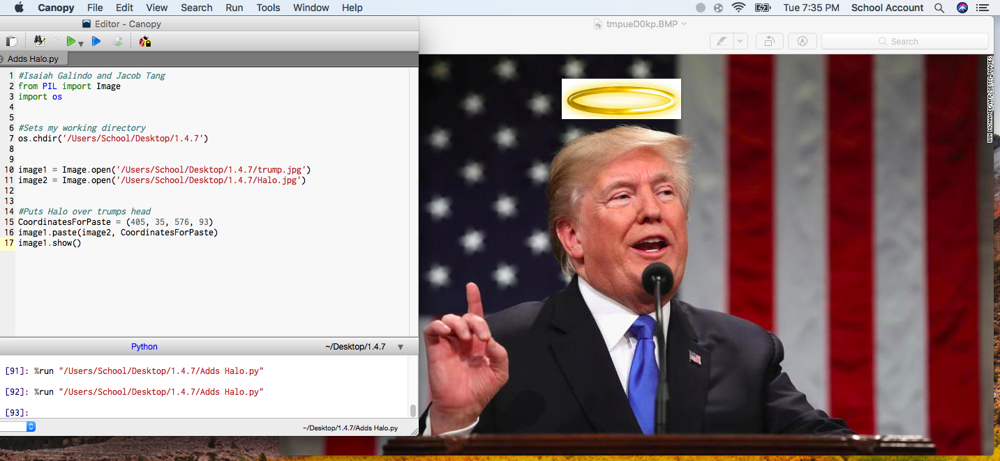 Canopy File Edit View Search Run Tools Window Help Tue 7:35 PM School Account
Editor - Canopy
tmpueD0kp.BMP
Search
Adds Halo.py
1 #Isaiah Galindo and Jacob Tang
2 from PIL import Image
3 import os
4
5
6 #Sets my working directory
7 os.chdir('/Users/School/Desktop/1.4.7')
8
9
10 image1 = Image.open('/Users/School/Desktop/1.4.7/trump.jpg')
11 image2 = Image.open('/Users/School/Desktop/1.4.7/Halo.jpg')
12
13
14 #Puts Halo over trumps head
15 CoordinatesForPaste = (405, 35, 576, 93)
16 image1.paste(image2, CoordinatesForPaste)
17 image1.show()
Python ~/Desktop/1.4.7
[91]: %run "/Users/School/Desktop/1.4.7/Adds Halo.py"
[92]: %run "/Users/School/Desktop/1.4.7/Adds Halo.py"
[93]:
~/Desktop/1.4.7/Adds Halo.py
WIN MCNAMEE/AFP/GETTY IMAGES